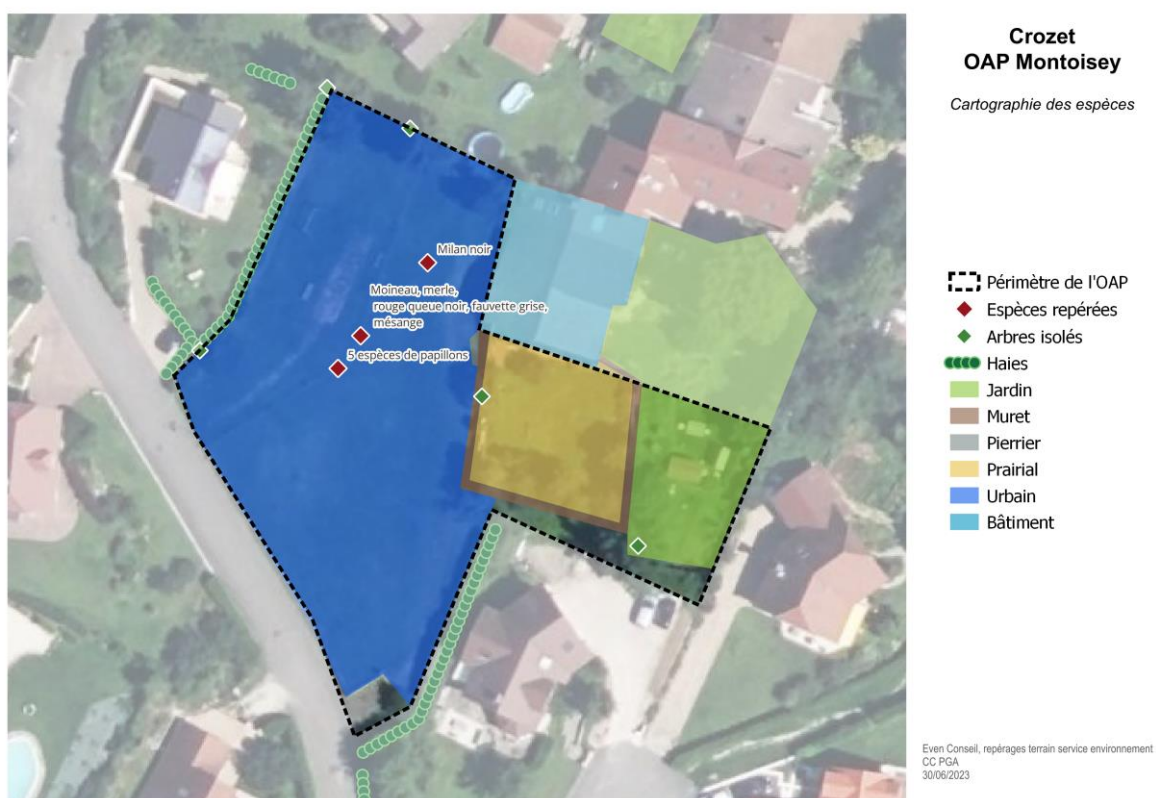 Crozet
OAP Montoisey
Cartographie des espèces
Milan noir
Moineau, merle,
rouge queue noir, fauvette grise,
mésange
5 espèces de papillons
Périmètre de l'OAP
Espèces repérées
Arbres isolés
Haies
Jardin
Muret
Pierrier
Prairial
Urbain
Bâtiment
Even Conseil, repérages terrain service environnement
CC PGA
30/06/2023